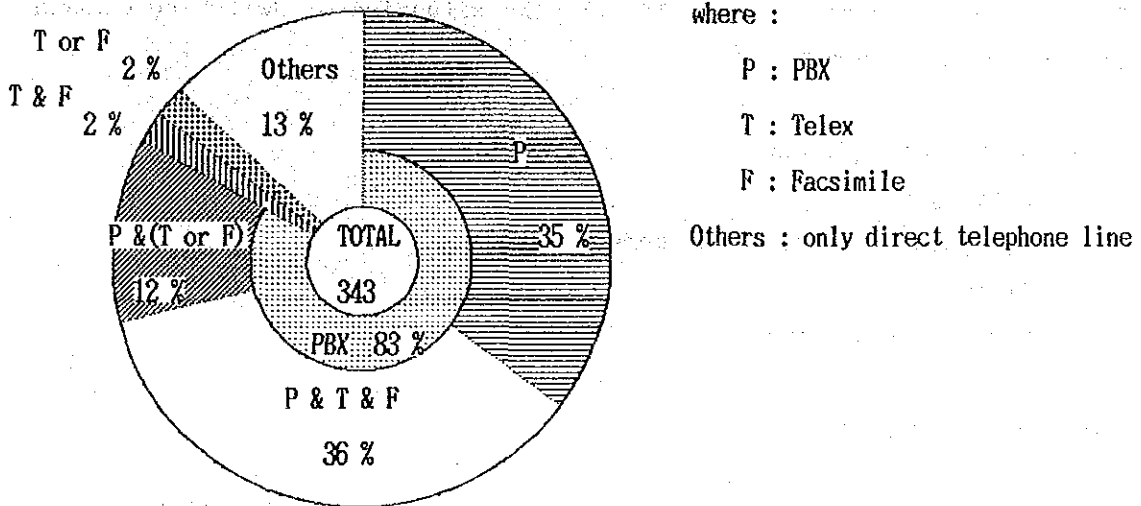 T or F
2 %
T & F
2 %
Others
13 %
P
35 %
P &(T or F)
12 %
TOTAL
343
PBX 83 %
P & T & F
36 %
where :
P : PBX
T : Telex
F : Facsimile
Others : only direct telephone line